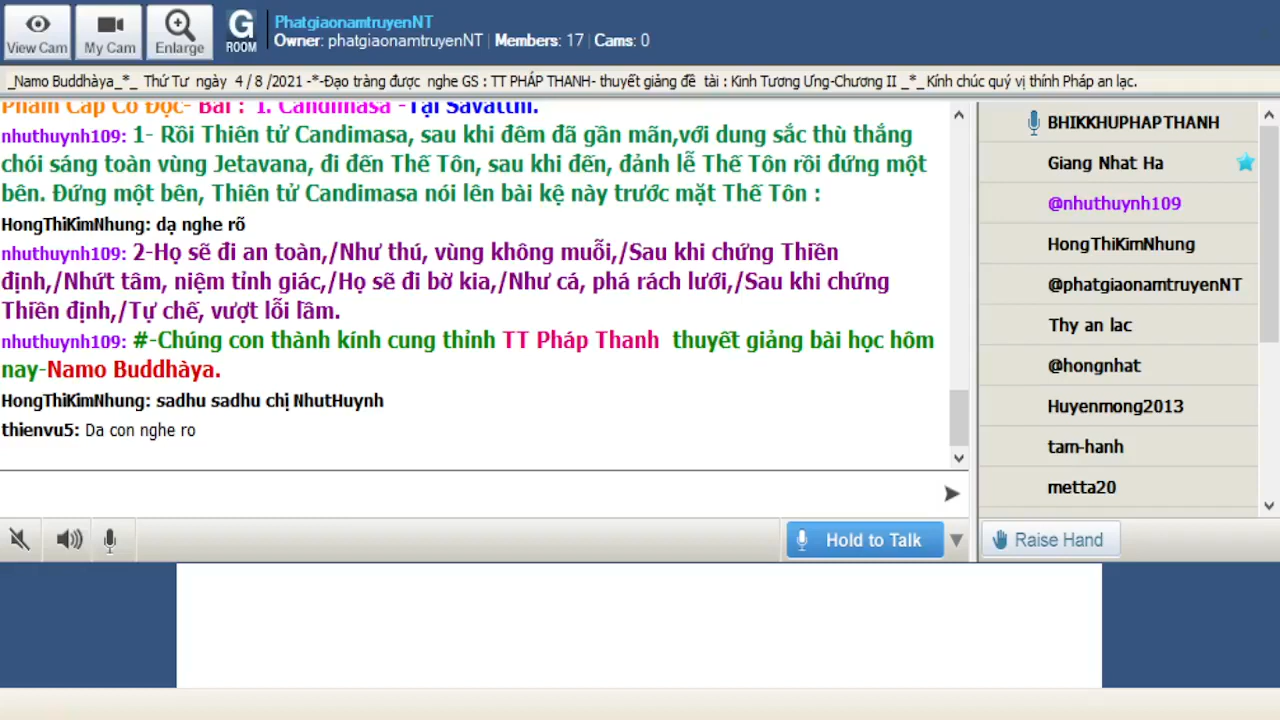 View Cam
My Cam
Enlarge
G
ROOM
PhatgiaonamtruyenNT
Owner: phatgiaonamtruyenNT | Members: 17 | Cams: 0
_Namo Buddhàya_*_ Thứ Tư ngày 4 / 8 /2021 -*-Đạo tràng được nghe GS : TT PHÁP THANH- thuyết giảng đề tài : Kinh Tương Ưng-Chương II _*_ Kính chúc quý vị thính Pháp an lạc.
Phẩm Cấp Cô Độc- Bài : 1. Candimasa -Tại Sàvatthi.
nhuthuynh109: 1- Rồi Thiên tử Candimasa, sau khi đêm đã gần mãn,với dung sắc thù thắng
chói sáng toàn vùng Jetavana, đi đến Thế Tôn, sau khi đến, đảnh lễ Thế Tôn rồi đứng một
bên. Đứng một bên, Thiên tử Candimasa nói lên bài kệ này trước mặt Thế Tôn :
HongThiKimNhung: dạ nghe rõ
nhuthuynh109: 2-Họ sẽ đi an toàn,/Như thú, vùng không muỗi,/Sau khi chứng Thiền
định,/Nhứt tâm, niệm tỉnh giác,/Họ sẽ đi bờ kia,/Như cá, phá rách lưới,/Sau khi chứng
Thiền định,/Tự chế, vượt lỗi lầm.
nhuthuynh109: #-Chúng con thành kính cung thỉnh TT Pháp Thanh thuyết giảng bài học hôm
nay-Namo Buddhàya.
HongThiKimNhung: sadhu sadhu chị NhutHuynh
thienvu5: Da con nghe ro
BHIKKHUPHAPTHANH
Giang Nhat Ha
@nhuthuynh109
HongThiKimNhung
@phatgiaonamtruyenNT
Thy an lac
@hongnhat
Huyenmong2013
tam-hanh
metta20
Hold to Talk
Raise Hand